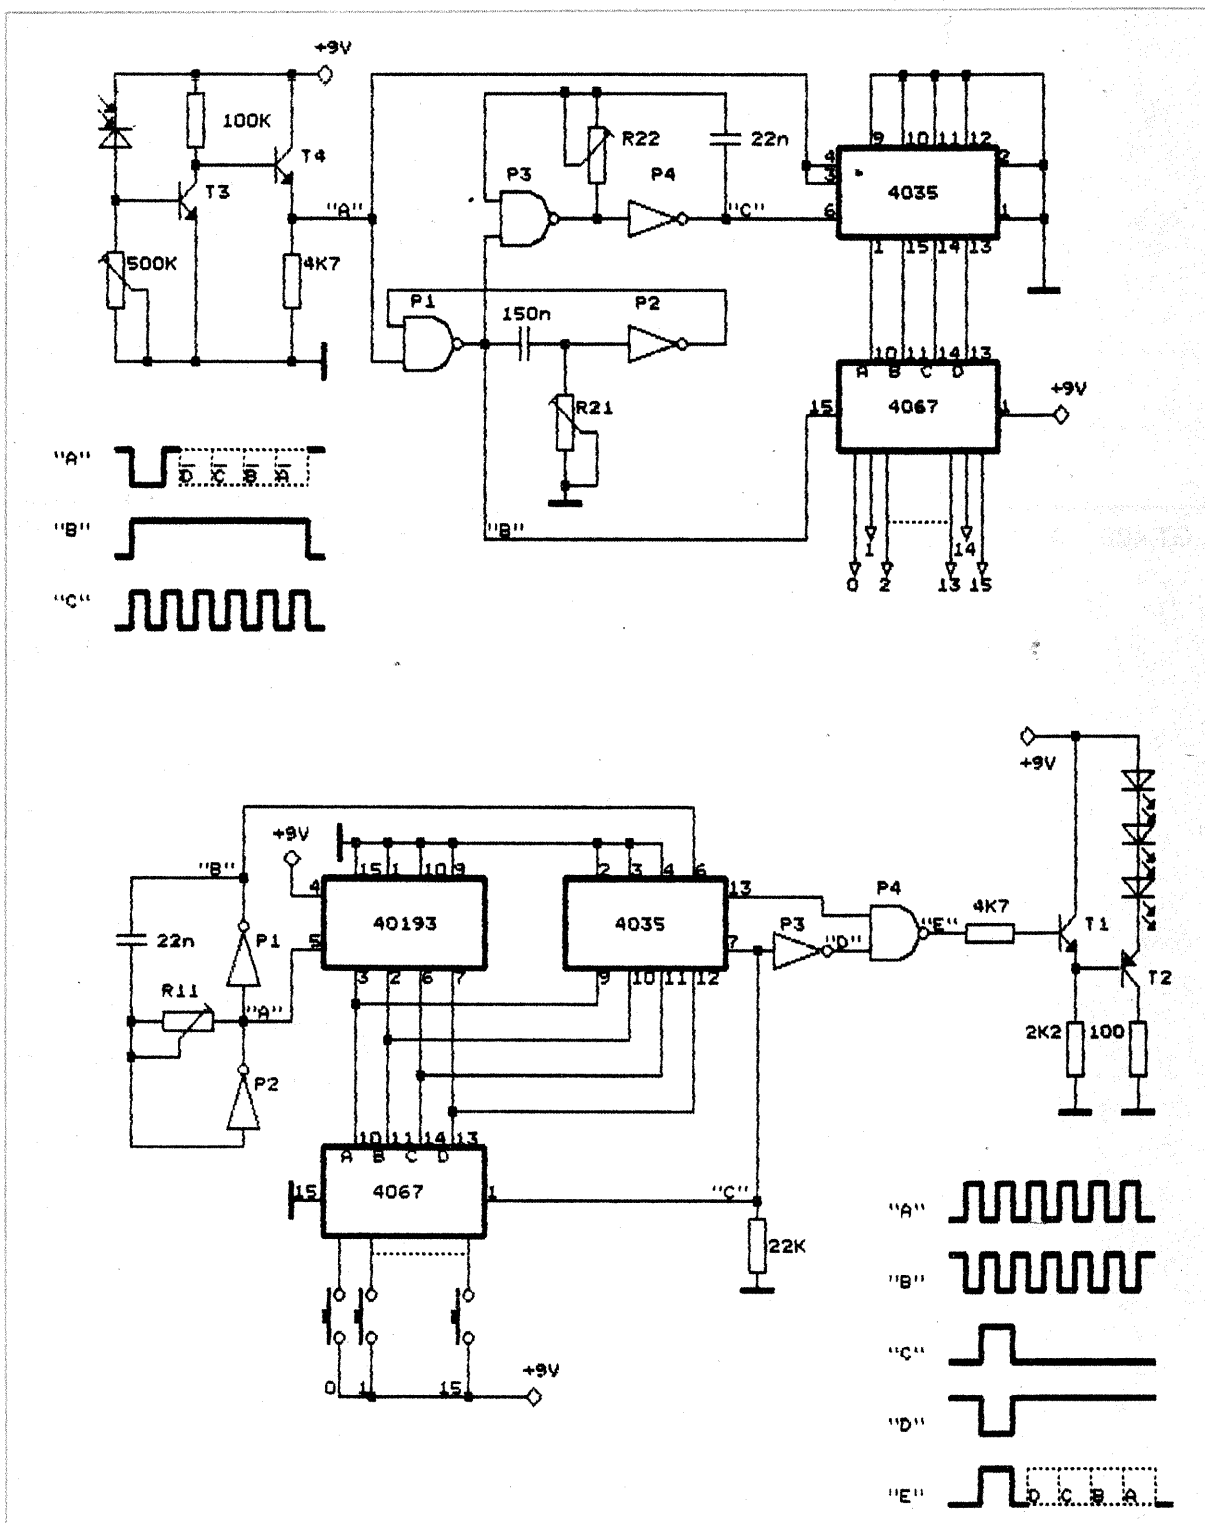 +9V
100K
T4
T3
"A"
500K
4K7
R22
22n
P3
P4
"C"
9 10 11 12
4
3
6
4035
2
1
1 15 14 13
P1
150n
P2
R21
10 11 14 13
A B C D
15
4067
1
+9V
"B"
1 14
0 2 13 15
"A"
D̅ C̅ B̅ A̅
"B"
"C"
+9V
+9V
"B"
15 1 10 9
2 3 4 6
4
5
40193
3 2 6 7
4035
13
7
9 10 11 12
22n
P1
R11
"A"
P2
P3
"D"
P4
"E"
4K7
T1
T2
2K2
100
10 11 14 13
A B C D
15
4067
1
"C"
22K
0 1 15
+9V
"A"
"B"
"C"
"D"
"E"
D C B A